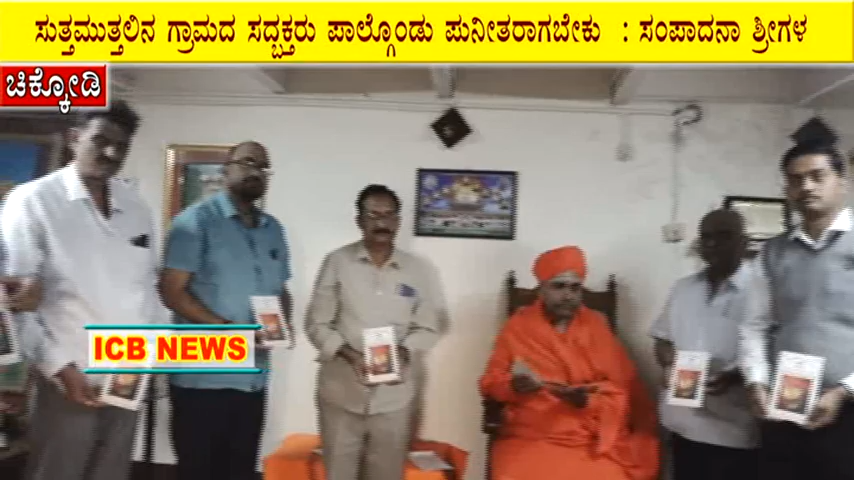 ಸುತ್ತಮುತ್ತಲಿನ ಗ್ರಾಮದ ಸದ್ಭಕ್ತರು ಪಾಲ್ಗೊಂಡು ಪುನೀತರಾಗಬೇಕು : ಸಂಪಾದನಾ ಶ್ರೀಗಳ
ಚಿಕ್ಕೋಡಿ
ICB NEWS